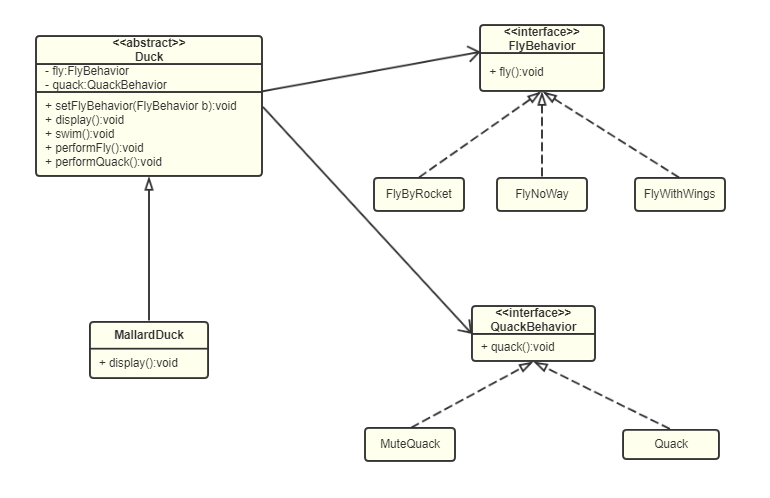 <<abstract>>
Duck
- fly:FlyBehavior
- quack:QuackBehavior
+ setFlyBehavior(FlyBehavior b):void
+ display():void
+ swim():void
+ performFly():void
+ performQuack():void
<<interface>>
FlyBehavior
+ fly():void
FlyByRocket
FlyNoWay
FlyWithWings
MallardDuck
+ display():void
<<interface>>
QuackBehavior
+ quack():void
MuteQuack
Quack